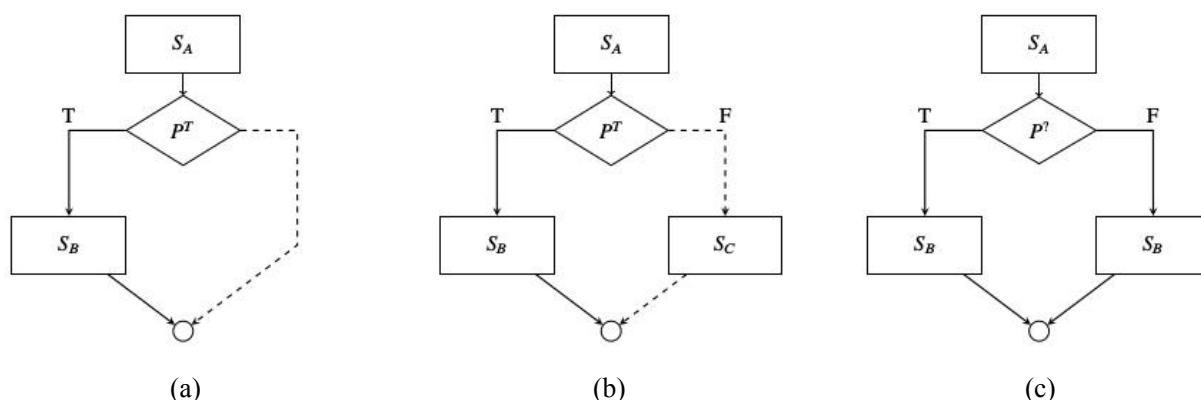 S_A S_A S_A
T P^T T P^T F T P^? F
S_B S_B S_C S_B S_B
(a) (b) (c)